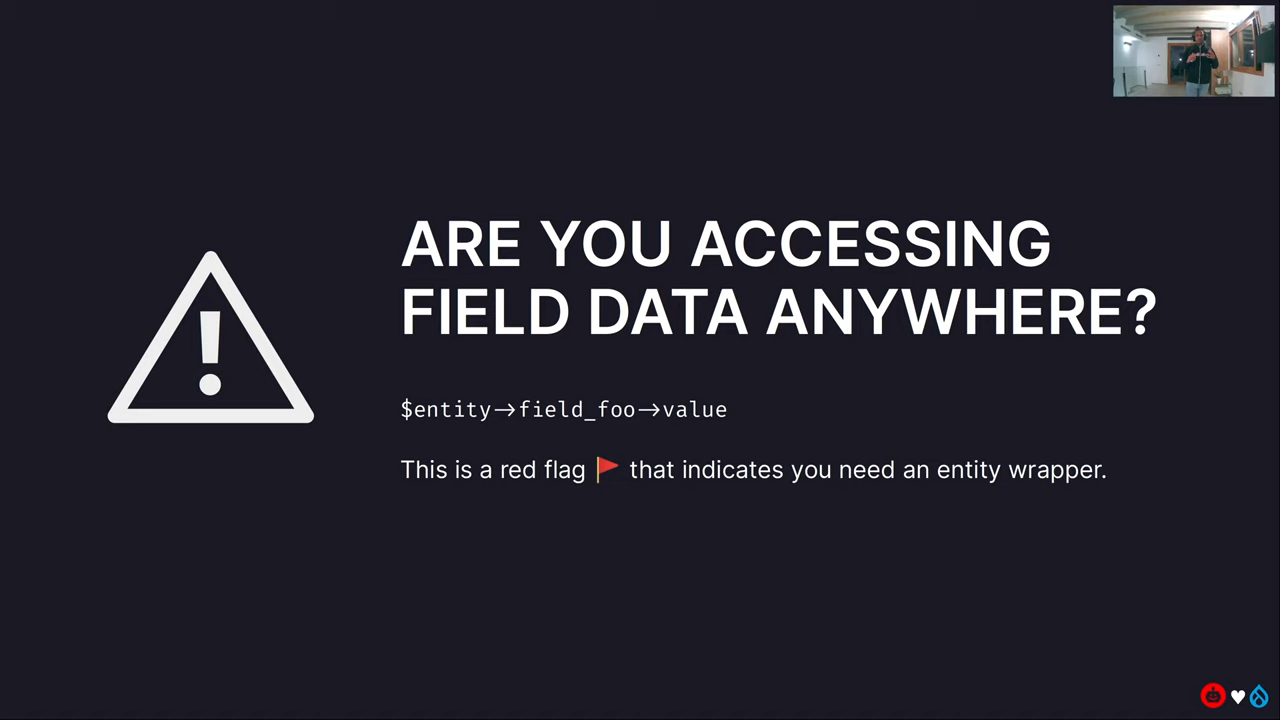 ARE YOU ACCESSING
FIELD DATA ANYWHERE?
$entity->field_foo->value
This is a red flag 🚩 that indicates you need an entity wrapper.